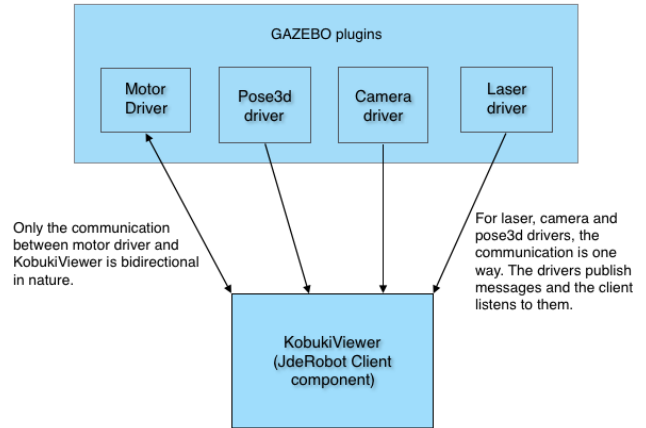 GAZEBO plugins
Motor
Driver
Pose3d
driver
Camera
driver
Laser
driver
Only the communication
between motor driver and
KobukiViewer is bidirectional
in nature.
For laser, camera and
pose3d drivers, the
communication is one
way. The drivers publish
messages and the client
listens to them.
KobukiViewer
(JdeRobot Client
component)